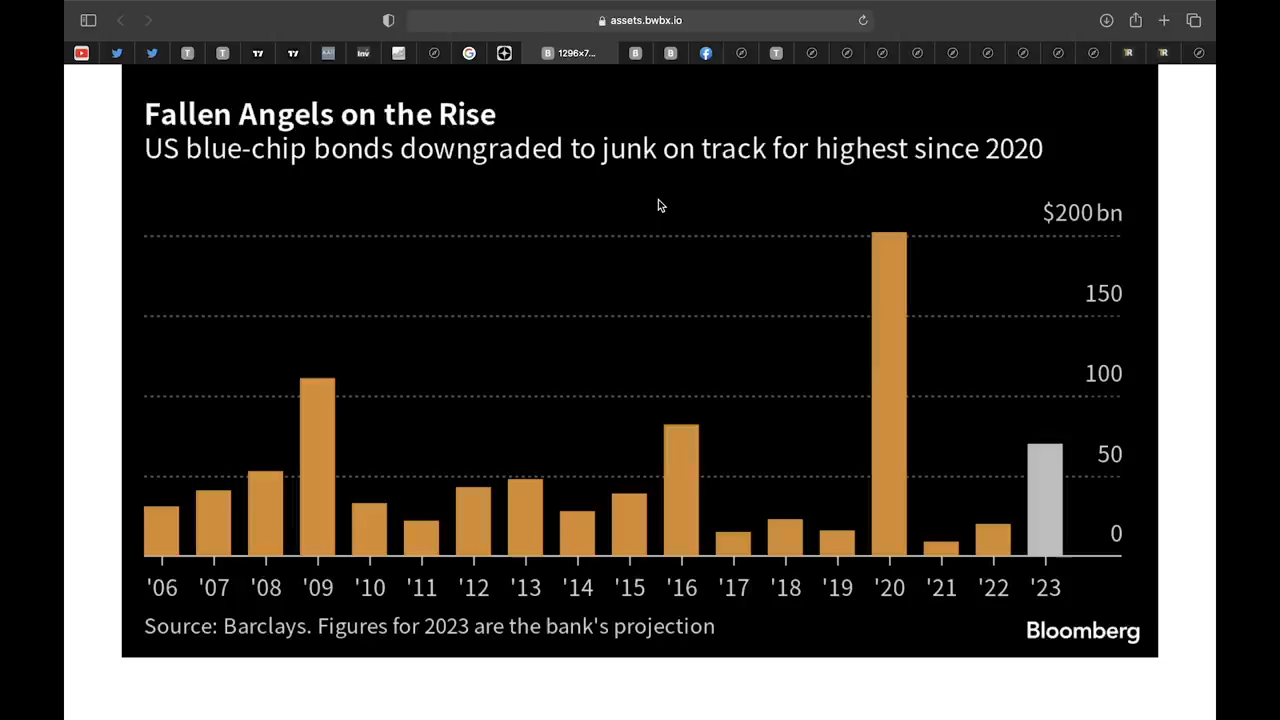 assets.bwbx.io
1296×7...
Fallen Angels on the Rise
US blue-chip bonds downgraded to junk on track for highest since 2020
$200 bn
150
100
50
0
'06 '07 '08 '09 '10 '11 '12 '13 '14 '15 '16 '17 '18 '19 '20 '21 '22 '23
Source: Barclays. Figures for 2023 are the bank's projection
Bloomberg